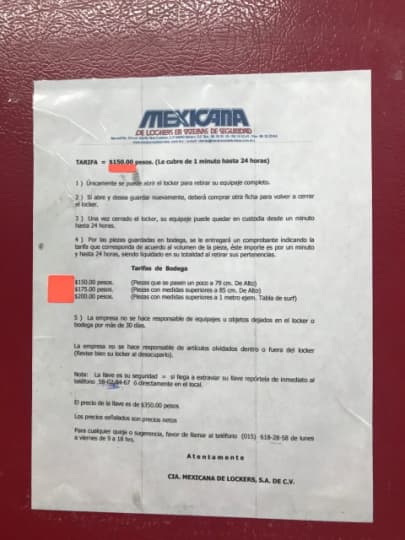 MEXICANA
DE LOCKERS EN SISTEMAS DE SEGURIDAD
TARIFA = $150.00 pesos. (Le cubre de 1 minuto hasta 24 horas)
1 ) Únicamente se puede abrir el locker para retirar su equipaje completo.
2 ) Si abre y desea guardar nuevamente, deberá comprar otra ficha para volver a cerrar
el locker.
3 ) Una vez cerrado el locker, su equipaje puede quedar en custodia desde un minuto
hasta 24 horas.
4 ) Por las piezas guardadas en bodega, se le entregará un comprobante indicando la
tarifa que corresponda de acuerdo al volumen de la pieza, éste importe es por un minuto
y hasta 24 horas, siendo liquidado en su totalidad al retirar sus pertenencias.
Tarifas de Bodega
$150.00 pesos. (Piezas que se pasen un poco a 79 cm. De Alto)
$175.00 pesos. (Piezas con medidas superiores a 85 cm. De Alto)
$200.00 pesos. (Piezas con medidas superiores a 1 metro ejem. Tabla de surf)
5 ) La empresa no se hace responsable de equipajes u objetos dejados en el locker o
bodega por más de 30 días.
La empresa no se hace responsable de artículos olvidados dentro o fuera del locker
(Revise bien su locker al desocuparlo).
Nota: La llave es su seguridad = si llega a extraviar su llave repórtela de inmediato al
teléfono ó directamente en el local.
El precio de la llave es de $350.00 pesos
Los precios señalados son precios netos
Para cualquier queja o sugerencia, favor de llamar al teléfono (015) 618-28-58 de lunes
a viernes de 9 a 18 hrs.
Atentamente
CIA. MEXICANA DE LOCKERS, S.A. DE C.V.